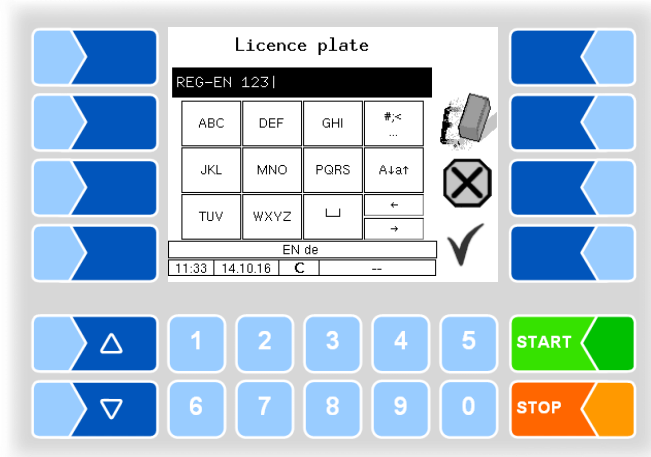 Licence plate
REG-EN 123|
ABC DEF GHI #;< ...
JKL MNO PQRS A↓a↑
TUV WXYZ ⌴ ← →
EN de
11:33 14.10.16 C --
1 2 3 4 5 START
6 7 8 9 0 STOP